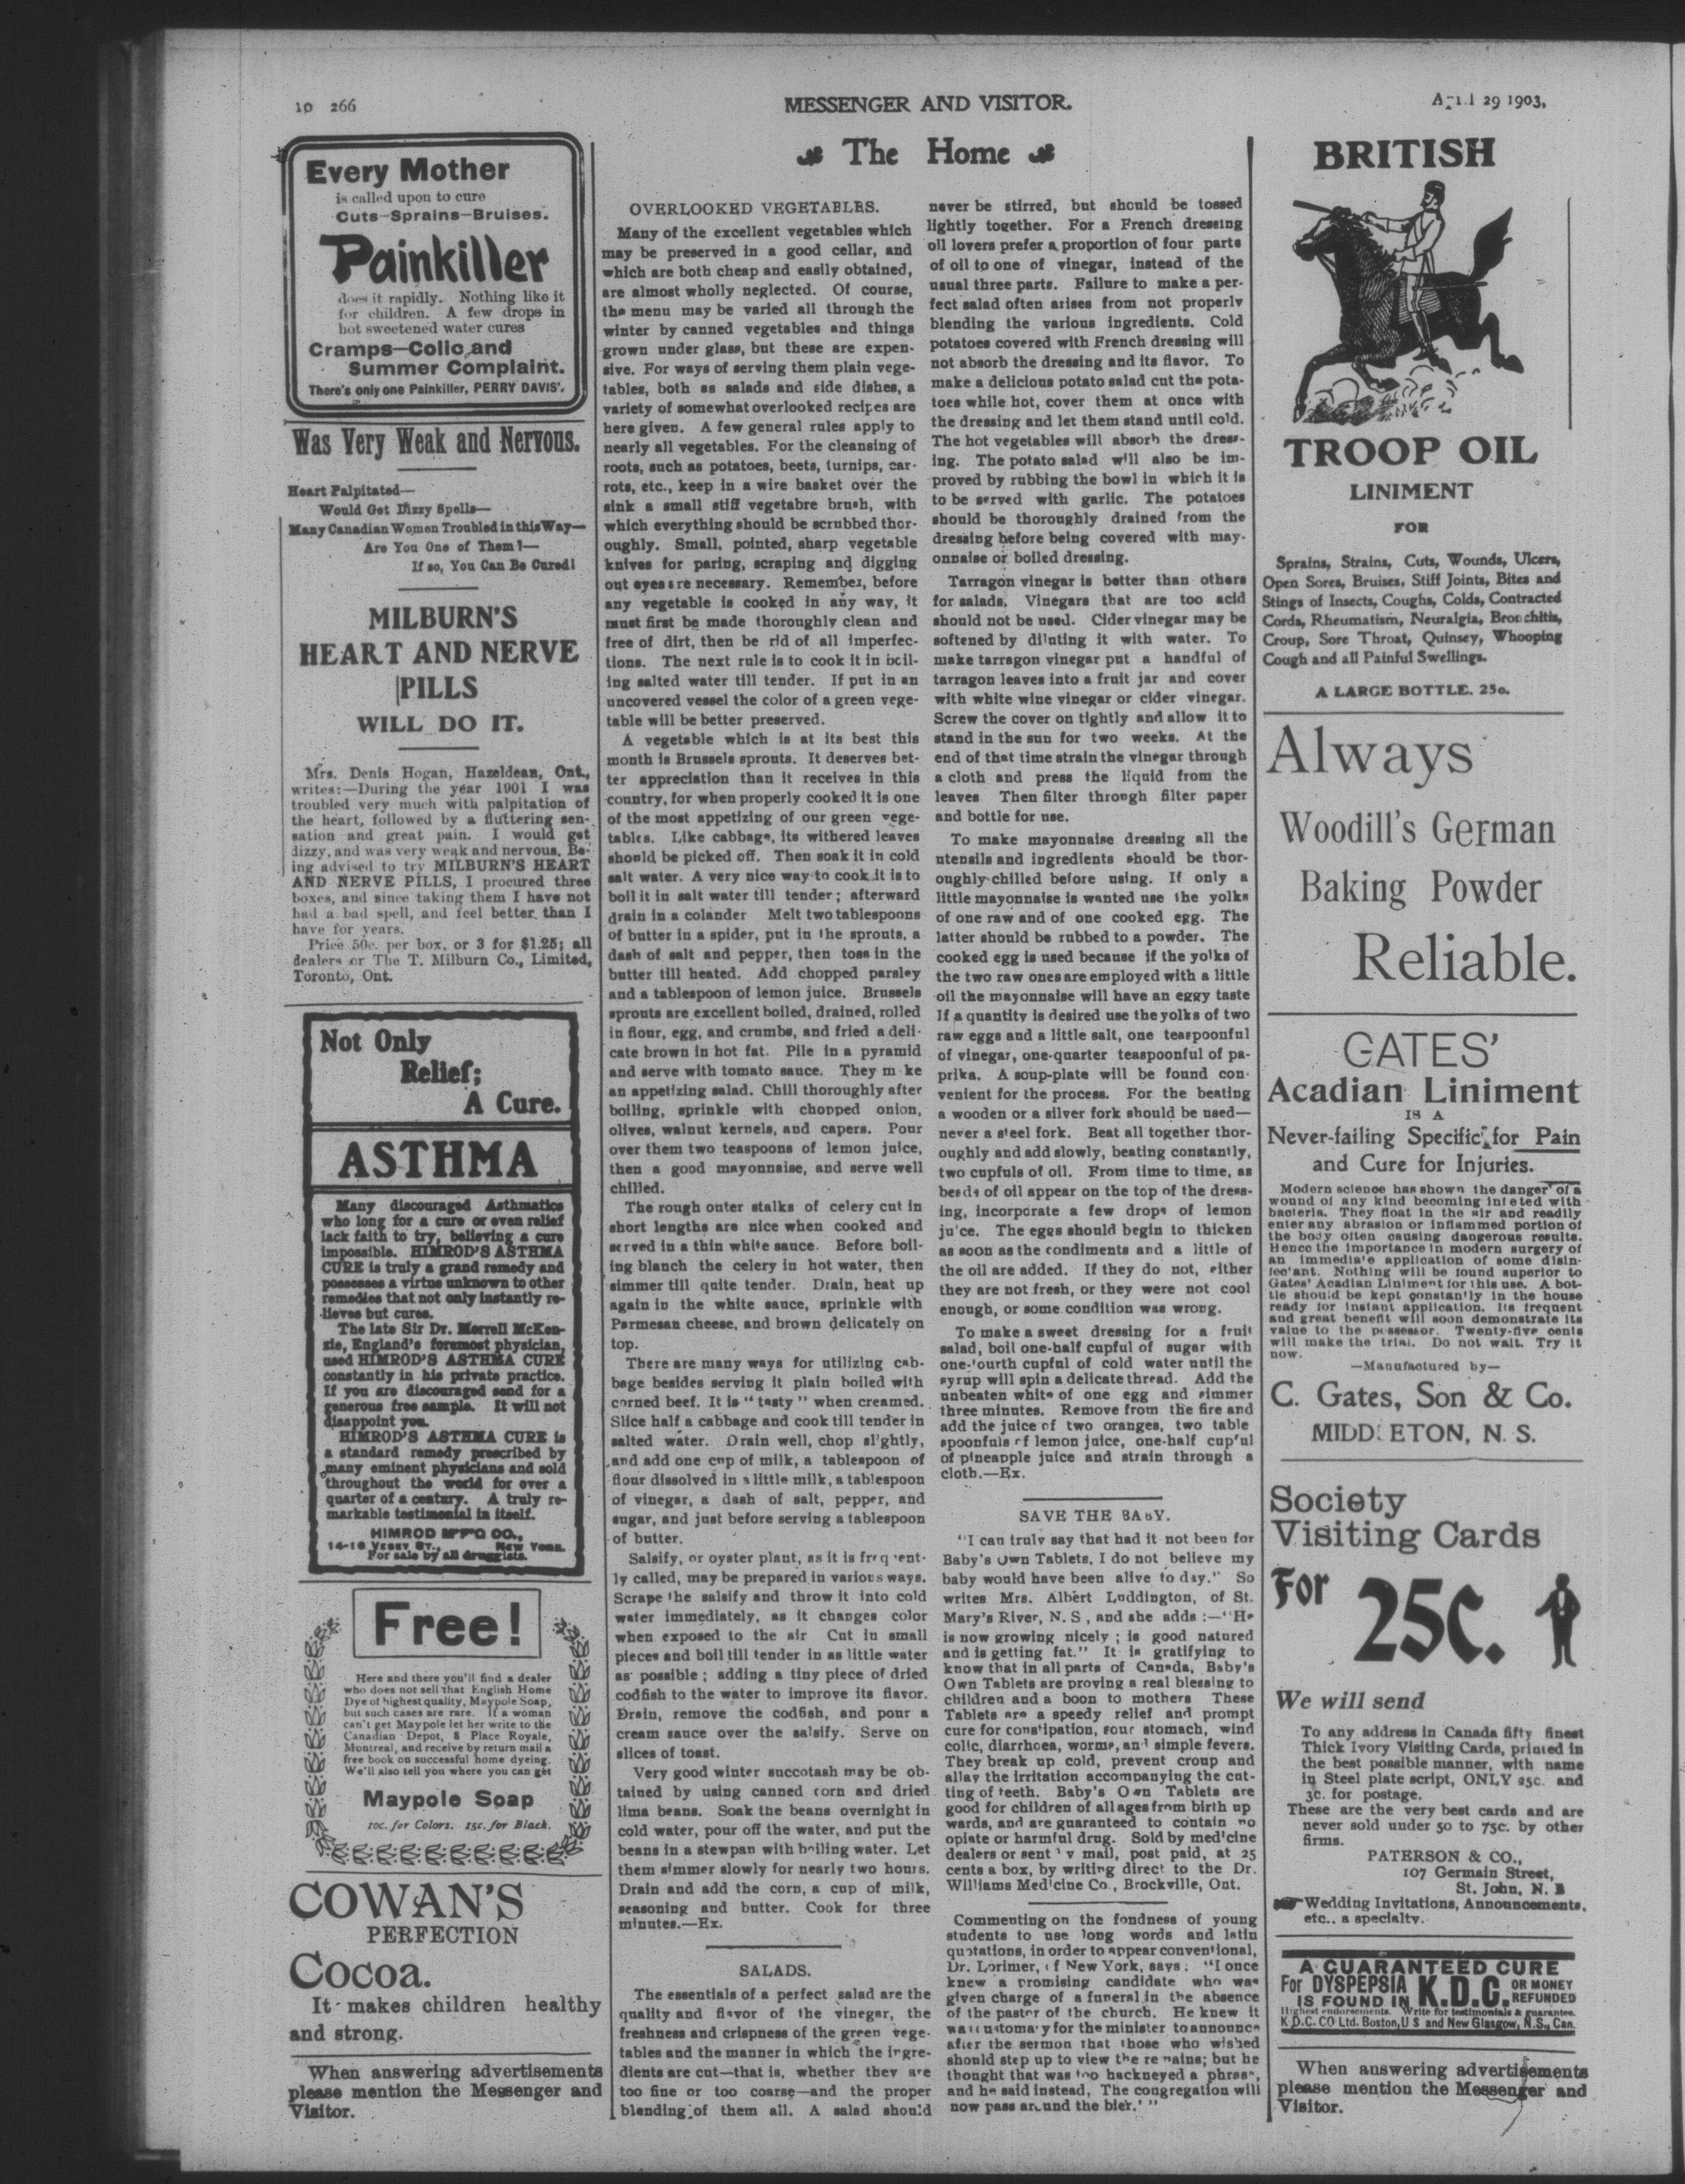 10 266
MESSENGER AND VISITOR.
April 29 1903,
Every Mother
is called upon to cure
Cuts—Sprains—Bruises.
Painkiller
does it rapidly. Nothing like it
for children. A few drops in
hot sweetened water cures
Cramps—Colic and
Summer Complaint.
There's only one Painkiller, PERRY DAVIS'.
Was Very Weak and Nervous.
Heart Palpitated—
Would Get Dizzy Spells—
Many Canadian Women Troubled in this Way—
Are You One of Them?—
If so, You Can Be Cured!
MILBURN'S
HEART AND NERVE
PILLS
WILL DO IT.
Mrs. Denis Hogan, Hazeldean, Ont.,
writes:—During the year 1901 I was
troubled very much with palpitation of
the heart, followed by a fluttering sen-
sation and great pain. I would get
dizzy, and was very weak and nervous. Be-
ing advised to try MILBURN'S HEART
AND NERVE PILLS, I procured three
boxes, and since taking them I have not
had a bad spell, and feel better than I
have for years.
Price 50c. per box, or 3 for $1.25; all
dealers or The T. Milburn Co., Limited,
Toronto, Ont.
Not Only
Relief;
A Cure.
ASTHMA
Many discouraged Asthmatics
who long for a cure or even relief
lack faith to try, believing a cure
impossible. HIMROD'S ASTHMA
CURE is truly a grand remedy and
possesses a virtue unknown to other
remedies that not only instantly re-
lieves but cures.
The late Sir Dr. Morrell McKen-
zie, England's foremost physician,
used HIMROD'S ASTHMA CURE
constantly in his private practice.
If you are discouraged send for a
generous free sample. It will not
disappoint you.
HIMROD'S ASTHMA CURE is
a standard remedy prescribed by
many eminent physicians and sold
throughout the world for over a
quarter of a century. A truly re-
markable testimonial in itself.
HIMROD M'F'G CO.,
14-16 VESEY ST., NEW YORK.
For sale by all druggists.
Free!
Here and there you'll find a dealer
who does not sell that English Home
Dye of highest quality, Maypole Soap,
but such cases are rare. If a woman
can't get Maypole let her write to the
Canadian Depot, 8 Place Royale,
Montreal, and receive by return mail a
free book on successful home dyeing.
We'll also tell you where you can get
Maypole Soap
10c. for Colors. 15c. for Black.
COWAN'S
PERFECTION
Cocoa.
It makes children healthy
and strong.
When answering advertisements
please mention the Messenger and
Visitor.
The Home
OVERLOOKED VEGETABLES.
Many of the excellent vegetables which
may be preserved in a good cellar, and
which are both cheap and easily obtained,
are almost wholly neglected. Of course,
the menu may be varied all through the
winter by canned vegetables and things
grown under glass, but these are expen-
sive. For ways of serving them plain vege-
tables, both as salads and side dishes, a
variety of somewhat overlooked recipes are
here given. A few general rules apply to
nearly all vegetables. For the cleansing of
roots, such as potatoes, beets, turnips, car-
rots, etc., keep in a wire basket over the
sink a small stiff vegetabre brush, with
which everything should be scrubbed thor-
oughly. Small, pointed, sharp vegetable
knives for paring, scraping and digging
out eyes are necessary. Remember, before
any vegetable is cooked in any way, it
must first be made thoroughly clean and
free of dirt, then be rid of all imperfec-
tions. The next rule is to cook it in boil-
ing salted water till tender. If put in an
uncovered vessel the color of a green vege-
table will be better preserved.
A vegetable which is at its best this
month is Brussels sprouts. It deserves bet-
ter appreciation than it receives in this
country, for when properly cooked it is one
of the most appetizing of our green vege-
tables. Like cabbage, its withered leaves
should be picked off. Then soak it in cold
salt water. A very nice way to cook it is to
boil it in salt water till tender; afterward
drain in a colander Melt two tablespoons
of butter in a spider, put in the sprouts, a
dash of salt and pepper, then toss in the
butter till heated. Add chopped parsley
and a tablespoon of lemon juice. Brussels
sprouts are excellent boiled, drained, rolled
in flour, egg, and crumbs, and fried a deli-
cate brown in hot fat. Pile in a pyramid
and serve with tomato sauce. They make
an appetizing salad. Chill thoroughly after
boiling, sprinkle with chopped onion,
olives, walnut kernels, and capers. Pour
over them two teaspoons of lemon juice,
then a good mayonnaise, and serve well
chilled.
The rough outer stalks of celery cut in
short lengths are nice when cooked and
served in a thin white sauce. Before boil-
ing blanch the celery in hot water, then
simmer till quite tender. Drain, heat up
again in the white sauce, sprinkle with
Parmesan cheese, and brown delicately on
top.
There are many ways for utilizing cab-
bage besides serving it plain boiled with
corned beef. It is "tasty" when creamed.
Slice half a cabbage and cook till tender in
salted water. Drain well, chop slightly,
and add one cup of milk, a tablespoon of
flour dissolved in a little milk, a tablespoon
of vinegar, a dash of salt, pepper, and
sugar, and just before serving a tablespoon
of butter.
Salsify, or oyster plant, as it is frequent-
ly called, may be prepared in various ways.
Scrape the salsify and throw it into cold
water immediately, as it changes color
when exposed to the air Cut in small
pieces and boil till tender in as little water
as possible; adding a tiny piece of dried
codfish to the water to improve its flavor.
Drain, remove the codfish, and pour a
cream sauce over the salsify. Serve on
slices of toast.
Very good winter succotash may be ob-
tained by using canned corn and dried
lima beans. Soak the beans overnight in
cold water, pour off the water, and put the
beans in a stewpan with boiling water. Let
them simmer slowly for nearly two hours.
Drain and add the corn, a cup of milk,
seasoning and butter. Cook for three
minutes.—Ex.
SALADS.
The essentials of a perfect salad are the
quality and flavor of the vinegar, the
freshness and crispness of the green vege-
tables and the manner in which the ingre-
dients are cut—that is, whether they are
too fine or too coarse—and the proper
blending of them all. A salad should
never be stirred, but should be tossed
lightly together. For a French dressing
oil lovers prefer a proportion of four parts
of oil to one of vinegar, instead of the
usual three parts. Failure to make a per-
fect salad often arises from not properly
blending the various ingredients. Cold
potatoes covered with French dressing will
not absorb the dressing and its flavor. To
make a delicious potato salad cut the pota-
toes while hot, cover them at once with
the dressing and let them stand until cold.
The hot vegetables will absorb the dress-
ing. The potato salad will also be im-
proved by rubbing the bowl in which it is
to be served with garlic. The potatoes
should be thoroughly drained from the
dressing before being covered with may-
onnaise or boiled dressing.
Tarragon vinegar is better than others
for salads. Vinegars that are too acid
should not be used. Cider vinegar may be
softened by diluting it with water. To
make tarragon vinegar put a handful of
tarragon leaves into a fruit jar and cover
with white wine vinegar or cider vinegar.
Screw the cover on tightly and allow it to
stand in the sun for two weeks. At the
end of that time strain the vinegar through
a cloth and press the liquid from the
leaves Then filter through filter paper
and bottle for use.
To make mayonnaise dressing all the
utensils and ingredients should be thor-
oughly chilled before using. If only a
little mayonnaise is wanted use the yolks
of one raw and of one cooked egg. The
latter should be rubbed to a powder. The
cooked egg is used because if the yolks of
the two raw ones are employed with a little
oil the mayonnaise will have an eggy taste
If a quantity is desired use the yolks of two
raw eggs and a little salt, one teaspoonful
of vinegar, one-quarter teaspoonful of pa-
prika. A soup-plate will be found con-
venient for the process. For the beating
a wooden or a silver fork should be used—
never a steel fork. Beat all together thor-
oughly and add slowly, beating constantly,
two cupfuls of oil. From time to time, as
beeds of oil appear on the top of the dress-
ing, incorporate a few drops of lemon
juice. The eggs should begin to thicken
as soon as the condiments and a little of
the oil are added. If they do not, either
they are not fresh, or they were not cool
enough, or some condition was wrong.
To make a sweet dressing for a fruit
salad, boil one-half cupful of sugar with
one-fourth cupful of cold water until the
syrup will spin a delicate thread. Add the
unbeaten white of one egg and simmer
three minutes. Remove from the fire and
add the juice of two oranges, two table
spoonfuls of lemon juice, one-half cupful
of pineapple juice and strain through a
cloth.—Ex.
SAVE THE BABY.
"I can truly say that had it not been for
Baby's Own Tablets, I do not believe my
baby would have been alive to day." So
writes Mrs. Albert Luddington, of St.
Mary's River, N. S, and she adds:—"He
is now growing nicely; is good natured
and is getting fat." It is gratifying to
know that in all parts of Canada, Baby's
Own Tablets are proving a real blessing to
children and a boon to mothers These
Tablets are a speedy relief and prompt
cure for constipation, sour stomach, wind
colic, diarrhoea, worms, and simple fevers.
They break up cold, prevent croup and
allay the irritation accompanying the cut-
ting of teeth. Baby's Own Tablets are
good for children of all ages from birth up
wards, and are guaranteed to contain no
opiate or harmful drug. Sold by medicine
dealers or sent by mail, post paid, at 25
cents a box, by writing direct to the Dr.
Williams Medicine Co., Brockville, Ont.
Commenting on the fondness of young
students to use long words and latin
quotations, in order to appear conventional,
Dr. Lorimer, of New York, says: "I once
knew a promising candidate who was
given charge of a funeral in the absence
of the pastor of the church. He knew it
was customary for the minister to announce
after the sermon that those who wished
should step up to view the remains; but he
thought that was too hackneyed a phrase,
and he said instead, The congregation will
now pass around the bier.'"
BRITISH
TROOP OIL
LINIMENT
FOR
Sprains, Strains, Cuts, Wounds, Ulcers,
Open Sores, Bruises, Stiff Joints, Bites and
Stings of Insects, Coughs, Colds, Contracted
Cords, Rheumatism, Neuralgia, Bronchitis,
Croup, Sore Throat, Quinsey, Whooping
Cough and all Painful Swellings.
A LARGE BOTTLE, 25c.
Always
Woodill's German
Baking Powder
Reliable.
GATES'
Acadian Liniment
IS A
Never-failing Specific for Pain
and Cure for Injuries.
Modern science has shown the danger of a
wound of any kind becoming infeted with
bacteria. They float in the air and readily
enter any abrasion or inflammed portion of
the body often causing dangerous results.
Hence the importance in modern surgery of
an immediate application of some disin-
fectant. Nothing will be found superior to
Gates' Acadian Liniment for this use. A bot-
tle should be kept constantly in the house
ready for instant application. Its frequent
and great benefit will soon demonstrate its
value to the possessor. Twenty-five cents
will make the trial. Do not wait. Try it
now.
—Manufactured by—
C. Gates, Son & Co.
MIDDLETON, N. S.
Society
Visiting Cards
For 25c.
We will send
To any address in Canada fifty finest
Thick Ivory Visiting Cards, printed in
the best possible manner, with name
in Steel plate script, ONLY 25c. and
3c. for postage.
These are the very best cards and are
never sold under 50 to 75c. by other
firms.
PATERSON & CO.,
107 Germain Street,
St. John, N. B
Wedding Invitations, Announcements,
etc., a specialty.
A GUARANTEED CURE
For DYSPEPSIA K.D.C. OR MONEY
IS FOUND IN REFUNDED
Highest endorsements. Write for testimonials & guarantee.
K.D.C. CO Ltd. Boston, U S and New Glasgow, N.S., Can.
When answering advertisements
please mention the Messenger and
Visitor.